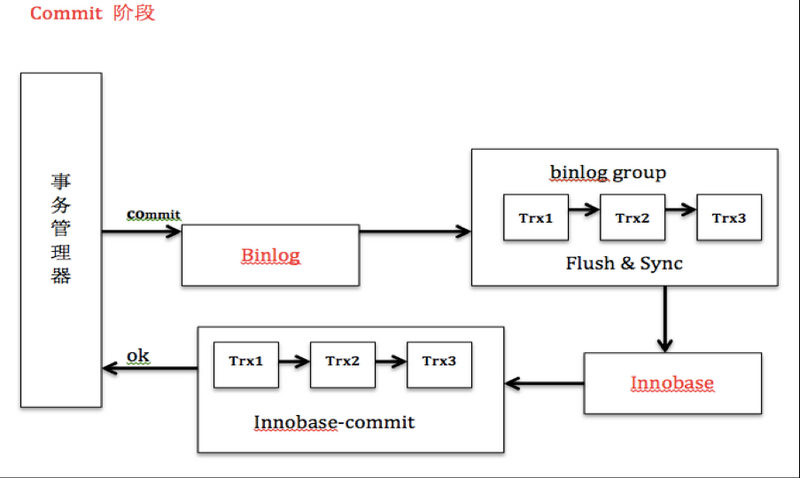 Commit 阶段
事务管理器
commit
Binlog
binlog group
Trx1
Trx2
Trx3
Flush & Sync
Innobase
Trx1
Trx2
Trx3
Innobase-commit
ok